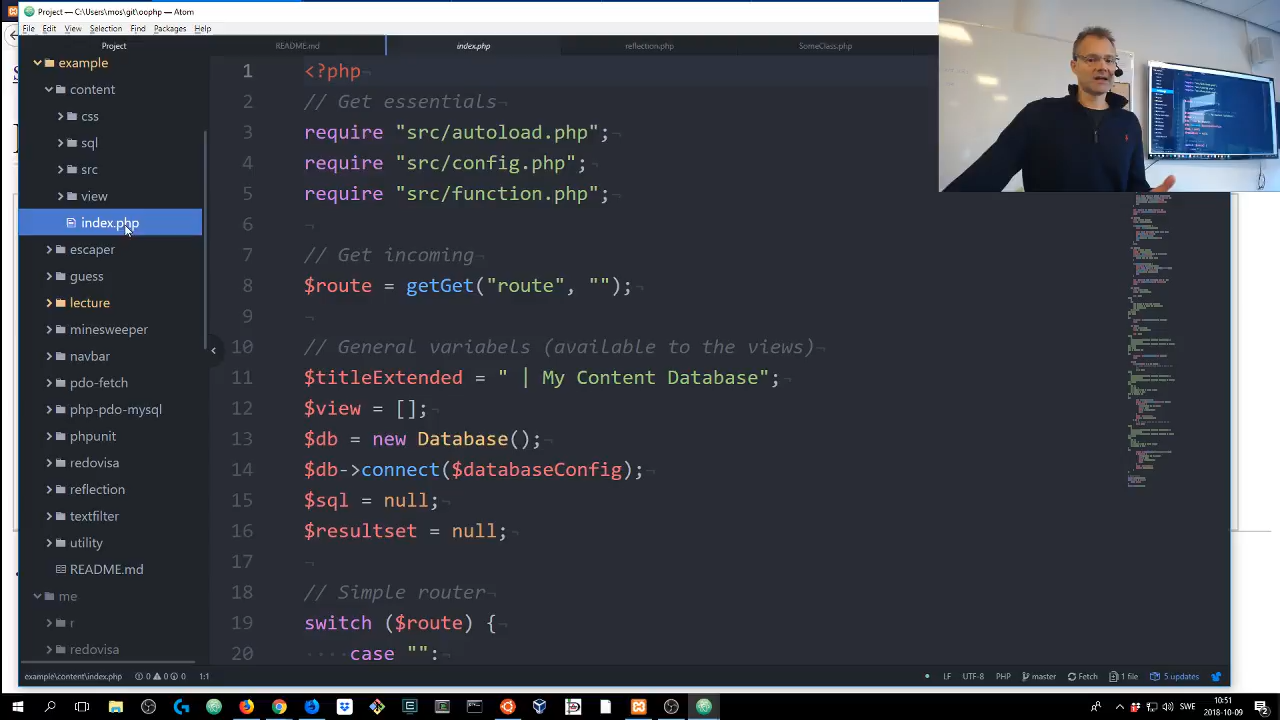 Project — C:\Users\mos\git\oophp — Atom
File Edit View Selection Find Packages Help
Project
README.md
index.php
reflection.php
SomeClass.php
example
content
css
sql
src
view
index.php
escaper
guess
lecture
minesweeper
navbar
pdo-fetch
php-pdo-mysql
phpunit
redovisa
reflection
textfilter
utility
README.md
me
r
redovisa
1 <?php
2 // Get essentials
3 require "src/autoload.php";
4 require "src/config.php";
5 require "src/function.php";
6
7 // Get incoming
8 $route = getGet("route", "");
9
10 // General variabels (available to the views)
11 $titleExtended = " | My Content Database";
12 $view = [];
13 $db = new Database();
14 $db->connect($databaseConfig);
15 $sql = null;
16 $resultset = null;
17
18 // Simple router
19 switch ($route) {
20 case "":
example\content\index.php 0 0 0 1:1
LF UTF-8 PHP master Fetch 1 file 5 updates
SWE
10:51
2018-10-09